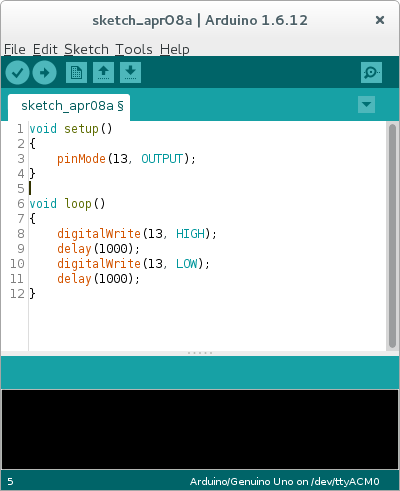 sketch_apr08a | Arduino 1.6.12
File Edit Sketch Tools Help
sketch_apr08a §
1 void setup()
2 {
3     pinMode(13, OUTPUT);
4 }
5
6 void loop()
7 {
8     digitalWrite(13, HIGH);
9     delay(1000);
10     digitalWrite(13, LOW);
11     delay(1000);
12 }
5 Arduino/Genuino Uno on /dev/ttyACM0